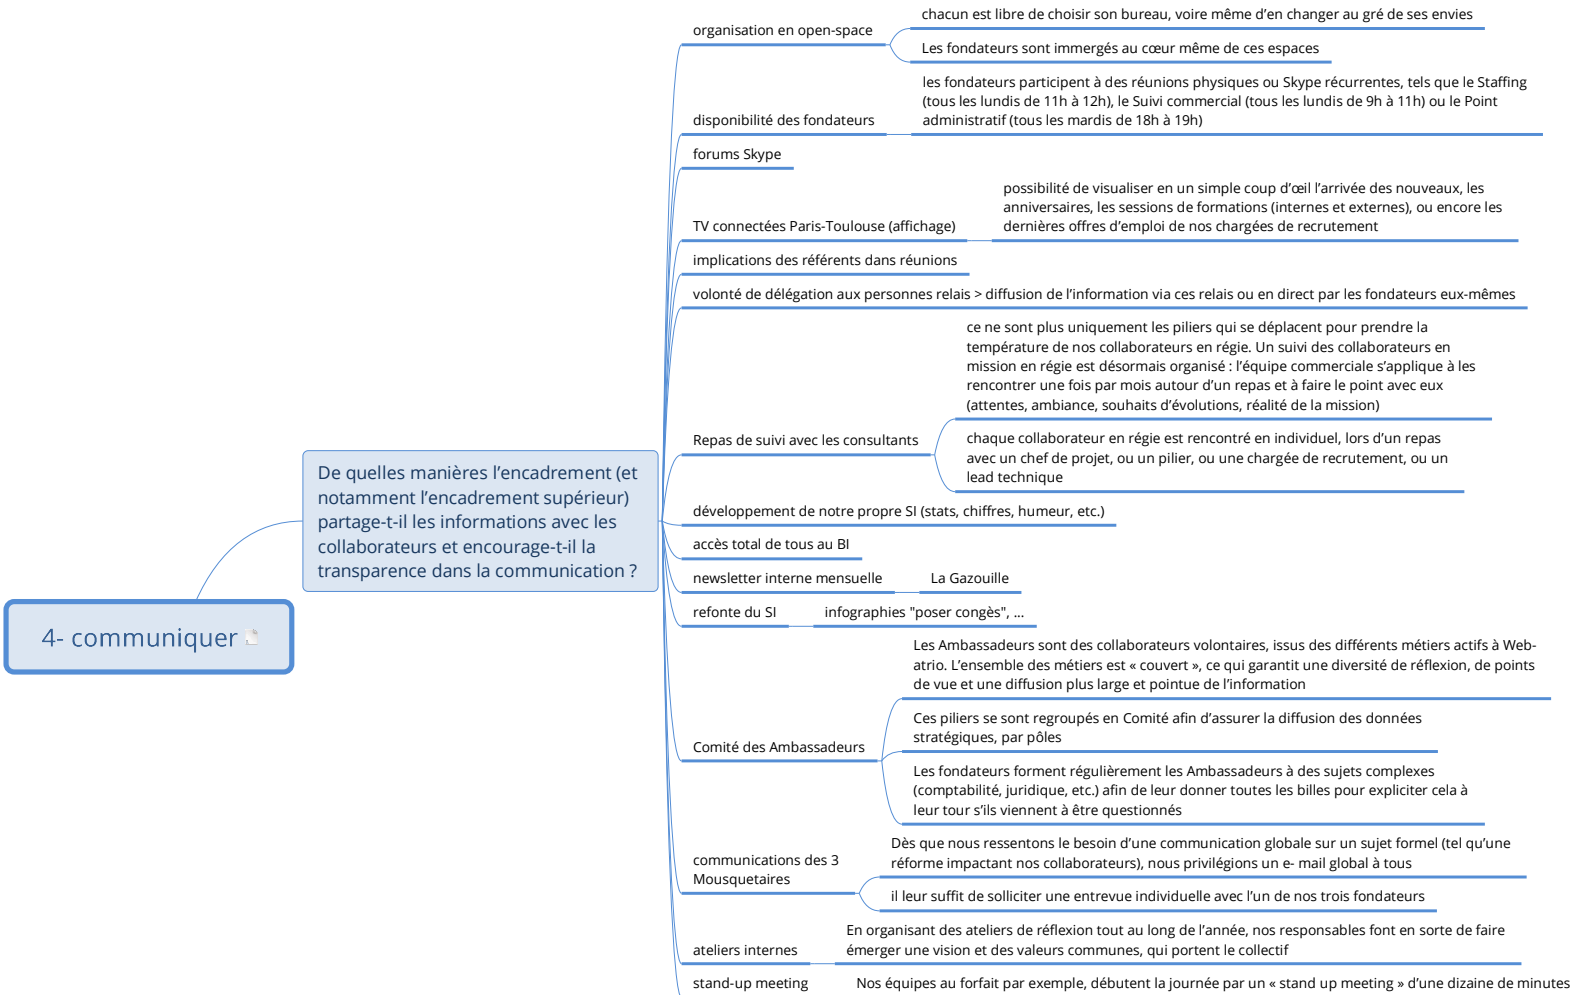 4- communiquer
De quelles manières l’encadrement (et
notamment l’encadrement supérieur)
partage-t-il les informations avec les
collaborateurs et encourage-t-il la
transparence dans la communication ?
organisation en open-space
chacun est libre de choisir son bureau, voire même d’en changer au gré de ses envies
Les fondateurs sont immergés au cœur même de ces espaces
disponibilité des fondateurs
les fondateurs participent à des réunions physiques ou Skype récurrentes, tels que le Staffing
(tous les lundis de 11h à 12h), le Suivi commercial (tous les lundis de 9h à 11h) ou le Point
administratif (tous les mardis de 18h à 19h)
forums Skype
TV connectées Paris-Toulouse (affichage)
possibilité de visualiser en un simple coup d’œil l’arrivée des nouveaux, les
anniversaires, les sessions de formations (internes et externes), ou encore les
dernières offres d’emploi de nos chargées de recrutement
implications des référents dans réunions
volonté de délégation aux personnes relais > diffusion de l’information via ces relais ou en direct par les fondateurs eux-mêmes
Repas de suivi avec les consultants
ce ne sont plus uniquement les piliers qui se déplacent pour prendre la
température de nos collaborateurs en régie. Un suivi des collaborateurs en
mission en régie est désormais organisé : l’équipe commerciale s’applique à les
rencontrer une fois par mois autour d’un repas et à faire le point avec eux
(attentes, ambiance, souhaits d’évolutions, réalité de la mission)
chaque collaborateur en régie est rencontré en individuel, lors d’un repas
avec un chef de projet, ou un pilier, ou une chargée de recrutement, ou un
lead technique
développement de notre propre SI (stats, chiffres, humeur, etc.)
accès total de tous au BI
newsletter interne mensuelle
La Gazouille
refonte du SI
infographies "poser congès", ...
Comité des Ambassadeurs
Les Ambassadeurs sont des collaborateurs volontaires, issus des différents métiers actifs à Web-
atrio. L’ensemble des métiers est « couvert », ce qui garantit une diversité de réflexion, de points
de vue et une diffusion plus large et pointue de l’information
Ces piliers se sont regroupés en Comité afin d’assurer la diffusion des données
stratégiques, par pôles
Les fondateurs forment régulièrement les Ambassadeurs à des sujets complexes
(comptabilité, juridique, etc.) afin de leur donner toutes les billes pour expliciter cela à
leur tour s’ils viennent à être questionnés
communications des 3
Mousquetaires
Dès que nous ressentons le besoin d’une communication globale sur un sujet formel (tel qu’une
réforme impactant nos collaborateurs), nous privilégions un e- mail global à tous
il leur suffit de solliciter une entrevue individuelle avec l’un de nos trois fondateurs
ateliers internes
En organisant des ateliers de réflexion tout au long de l’année, nos responsables font en sorte de faire
émerger une vision et des valeurs communes, qui portent le collectif
stand-up meeting
Nos équipes au forfait par exemple, débutent la journée par un « stand up meeting » d’une dizaine de minutes